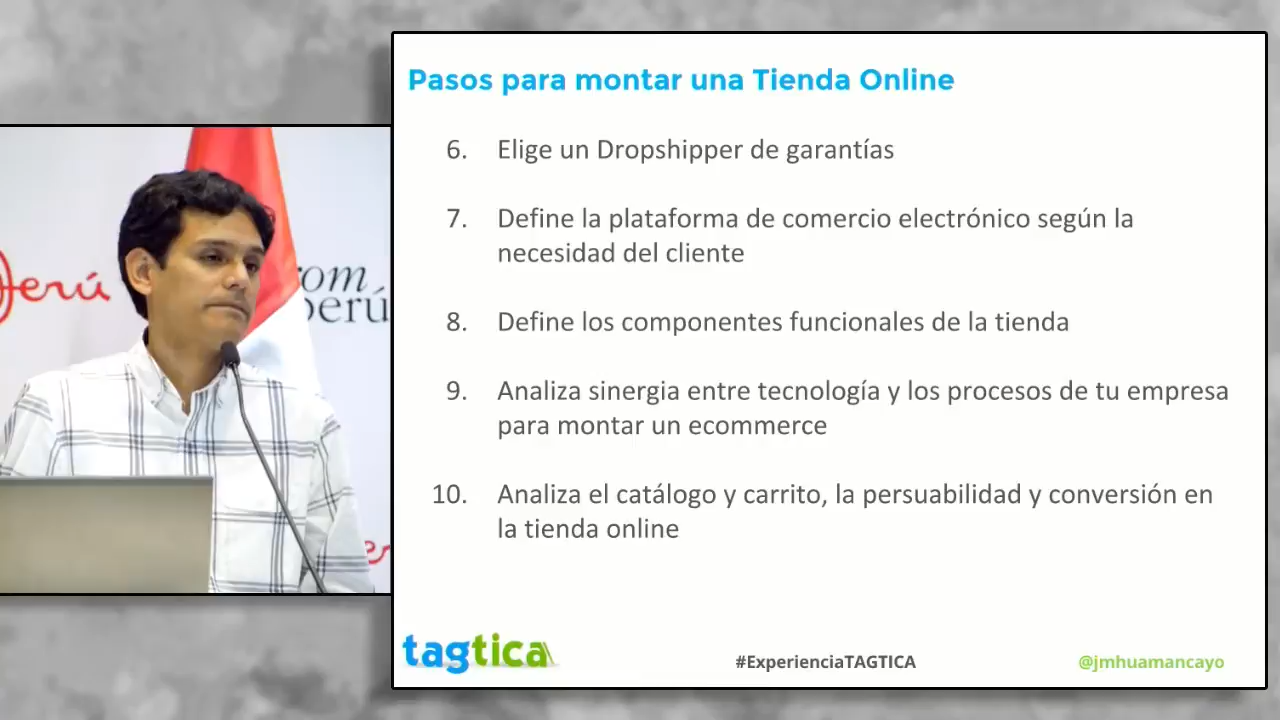 Pasos para montar una Tienda Online
6. Elige un Dropshipper de garantías
7. Define la plataforma de comercio electrónico según la
necesidad del cliente
8. Define los componentes funcionales de la tienda
9. Analiza sinergia entre tecnología y los procesos de tu empresa
para montar un ecommerce
10. Analiza el catálogo y carrito, la persuabilidad y conversión en
la tienda online
tagtica
#ExperienciaTAGTICA
@jmhuamancayo
Perú
om
perú